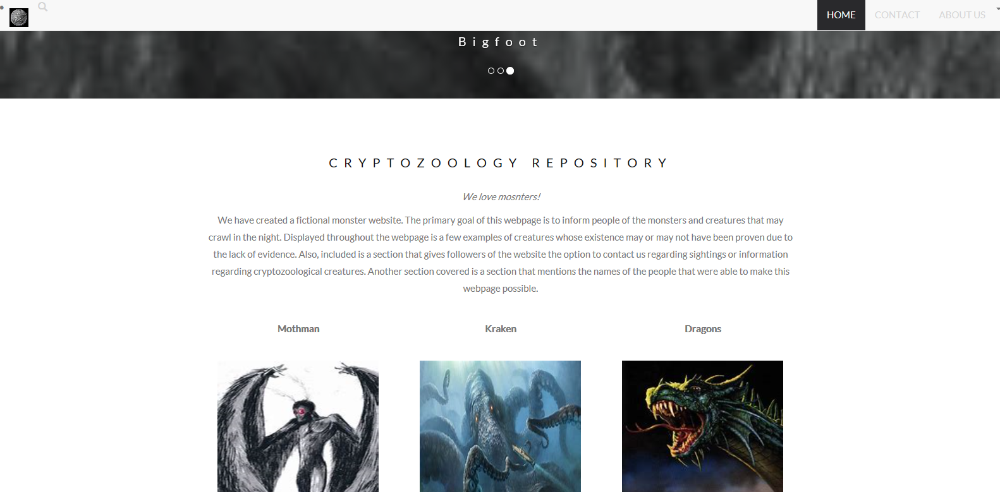 HOME CONTACT ABOUT US
Bigfoot
CRYPTOZOOLOGY REPOSITORY
We love mosnters!
We have created a fictional monster website. The primary goal of this webpage is to inform people of the monsters and creatures that may
crawl in the night. Displayed throughout the webpage is a few examples of creatures whose existence may or may not have been proven due to
the lack of evidence. Also, included is a section that gives followers of the website the option to contact us regarding sightings or information
regarding cryptozoological creatures. Another section covered is a section that mentions the names of the people that were able to make this
webpage possible.
Mothman Kraken Dragons